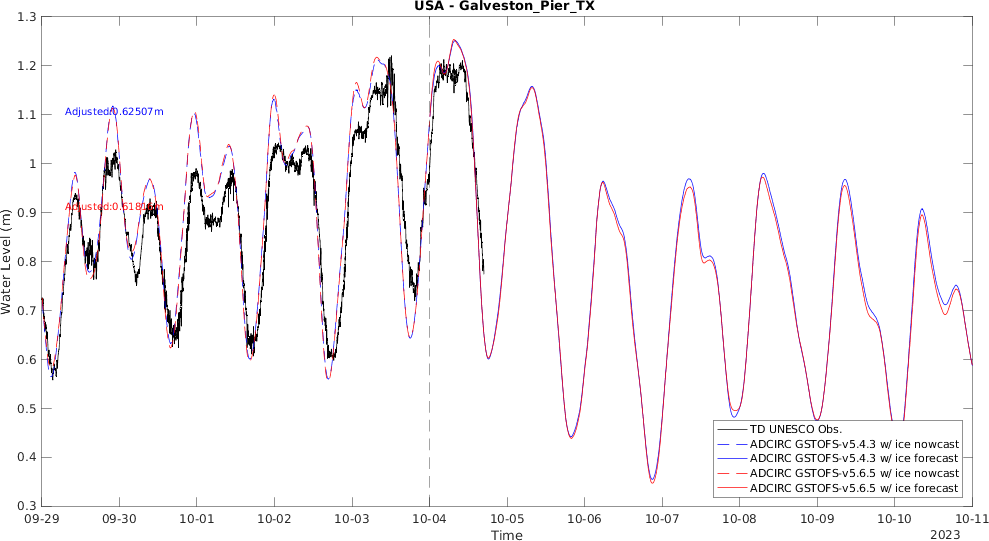 USA - Galveston_Pier_TX
1.3
1.2
1.1
1
0.9
0.8
0.7
0.6
0.5
0.4
0.3
Water Level (m)
Adjusted:0.62507m
TD UNESCO Obs.
ADCIRC GSTOFS-v5.4.3 w/ ice nowcast
ADCIRC GSTOFS-v5.4.3 w/ ice forecast
ADCIRC GSTOFS-v5.6.5 w/ ice nowcast
ADCIRC GSTOFS-v5.6.5 w/ ice forecast
09-29 09-30 10-01 10-02 10-03 10-04 10-05 10-06 10-07 10-08 10-09 10-10 10-11
Time
2023